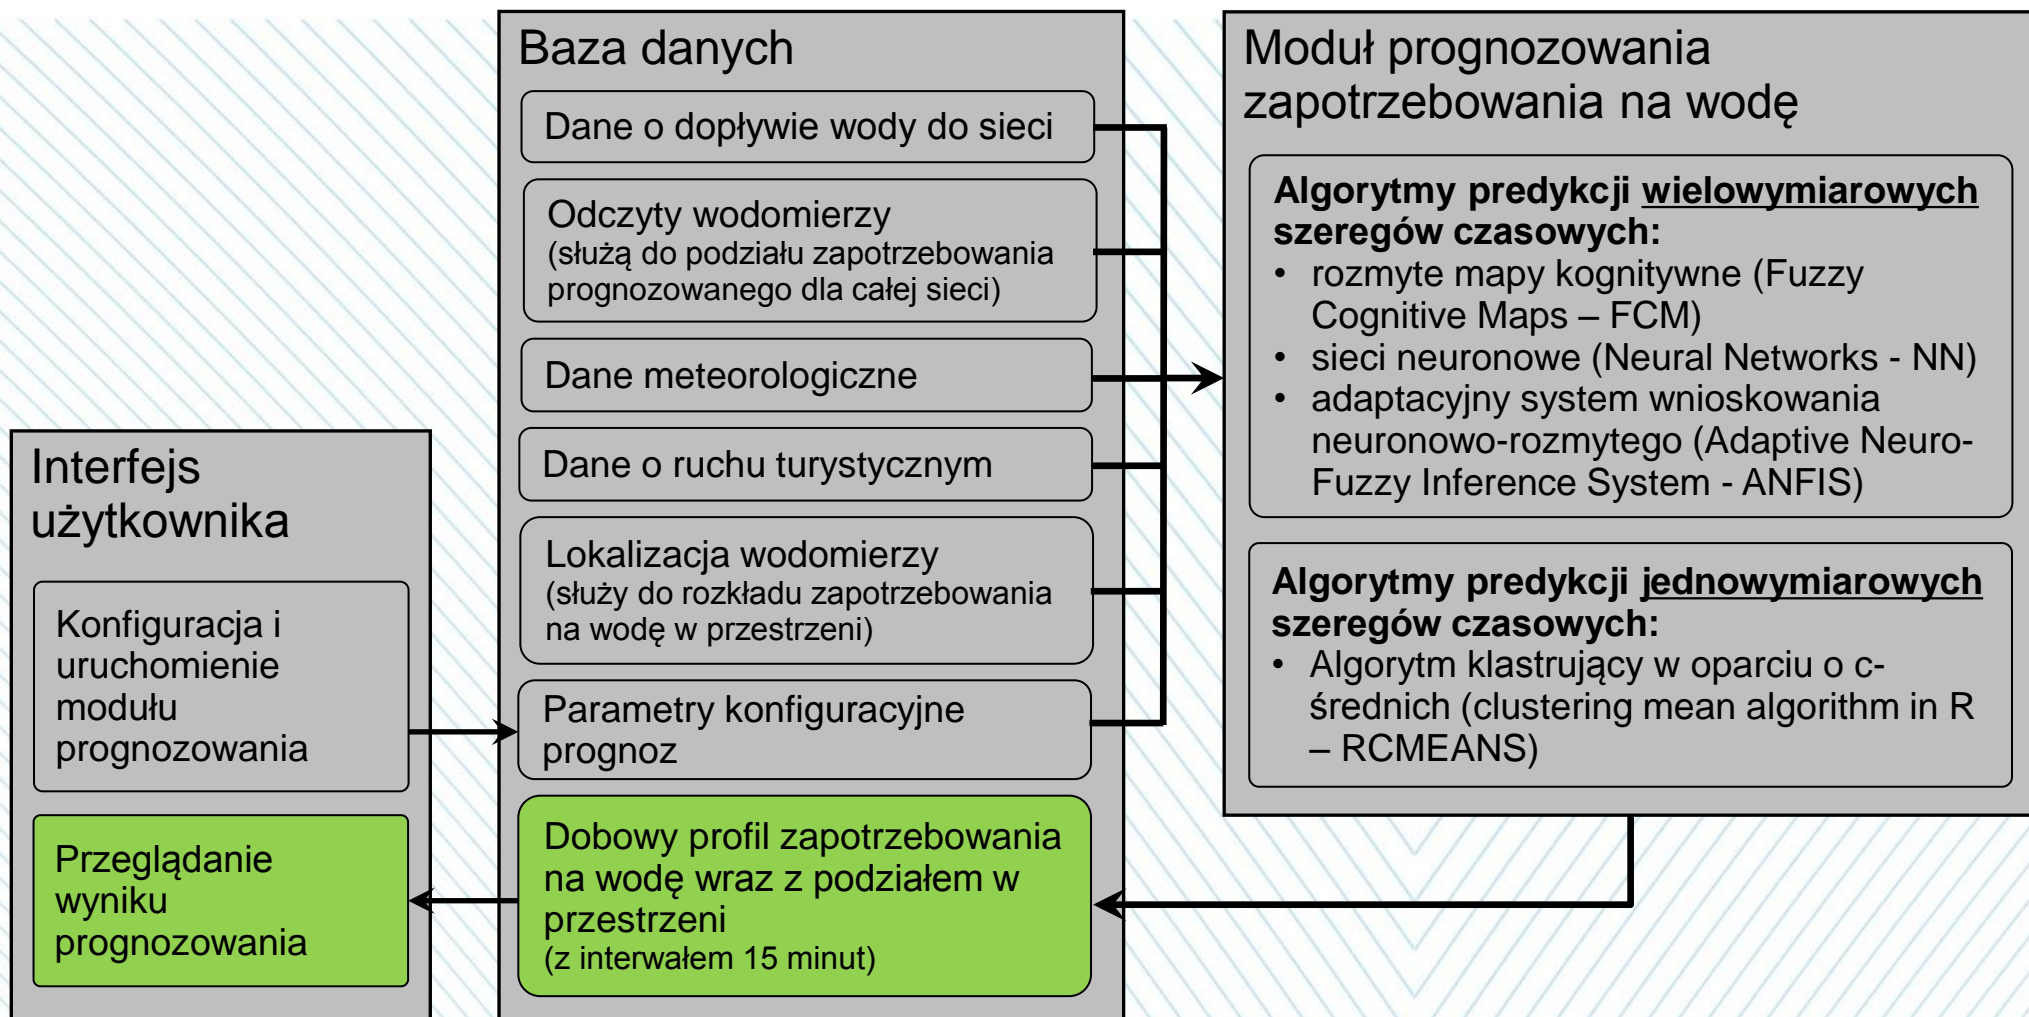 Baza danych
Dane o dopływie wody do sieci
Odczyty wodomierzy
(służą do podziału zapotrzebowania
prognozowanego dla całej sieci)
Dane meteorologiczne
Dane o ruchu turystycznym
Lokalizacja wodomierzy
(służy do rozkładu zapotrzebowania
na wodę w przestrzeni)
Parametry konfiguracyjne
prognoz
Dobowy profil zapotrzebowania
na wodę wraz z podziałem w
przestrzeni
(z interwałem 15 minut)
Moduł prognozowania
zapotrzebowania na wodę
Algorytmy predykcji wielowymiarowych
szeregów czasowych:
• rozmyte mapy kognitywne (Fuzzy
Cognitive Maps – FCM)
• sieci neuronowe (Neural Networks - NN)
• adaptacyjny system wnioskowania
neuronowo-rozmytego (Adaptive Neuro-
Fuzzy Inference System - ANFIS)
Algorytmy predykcji jednowymiarowych
szeregów czasowych:
• Algorytm klastrujący w oparciu o c-
średnich (clustering mean algorithm in R
– RCMEANS)
Interfejs
użytkownika
Konfiguracja i
uruchomienie
modułu
prognozowania
Przeglądanie
wyniku
prognozowania